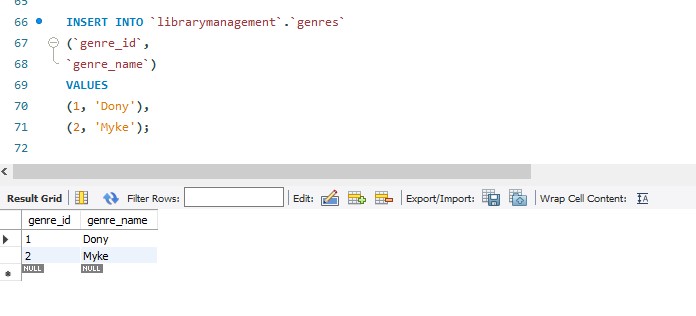 65
66 INSERT INTO `librarymanagement`.`genres`
67 (`genre_id`,
68 `genre_name`)
69 VALUES
70 (1, 'Dony'),
71 (2, 'Myke');
72
Result Grid Filter Rows: Edit: Export/Import: Wrap Cell Content: IA
genre_id genre_name
1 Dony
2 Myke
NULL NULL